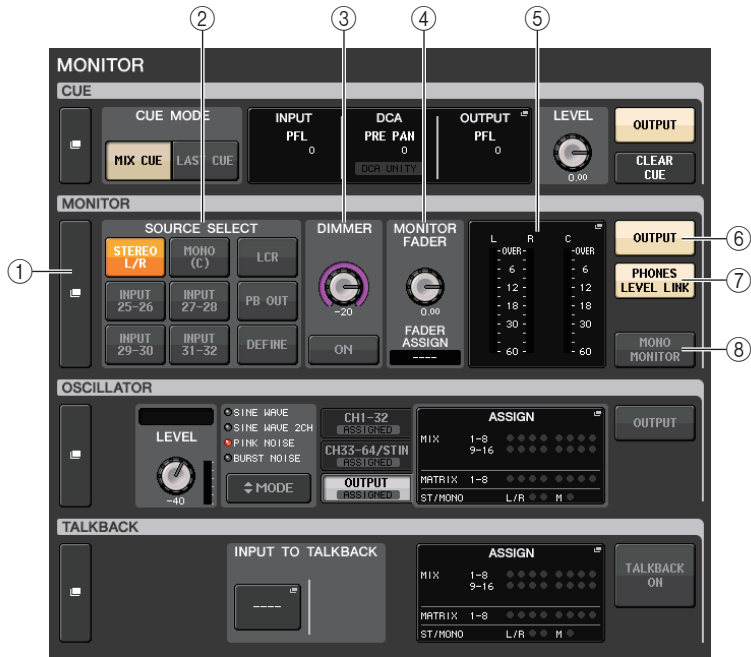 ② ③ ④ ⑤
MONITOR
CUE
CUE MODE
MIX CUE LAST CUE
INPUT
PFL
0
DCA
PRE PAN
0
DCA UNITY
OUTPUT
PFL
0
LEVEL
0.00
OUTPUT
CLEAR
CUE
MONITOR
①
SOURCE SELECT
STEREO
L/R
MONO
(C)
LCR
INPUT
25-26
INPUT
27-28
PB OUT
INPUT
29-30
INPUT
31-32
DEFINE
DIMMER
-20
ON
MONITOR
FADER
0.00
FADER
ASSIGN
----
L R C
-OVER- -OVER
6 6
12 12
18 18
30 30
60 60
OUTPUT
⑥
PHONES
LEVEL LINK
⑦
MONO
MONITOR
⑧
OSCILLATOR
LEVEL
-40
SINE WAVE
SINE WAVE 2CH
PINK NOISE
BURST NOISE
MODE
CH1-32
ASSIGNED
CH33-64/STIN
ASSIGNED
OUTPUT
ASSIGNED
ASSIGN
MIX 1-8
9-16
MATRIX 1-8
ST/MONO L/R M
OUTPUT
TALKBACK
INPUT TO TALKBACK
----
ASSIGN
MIX 1-8
9-16
MATRIX 1-8
ST/MONO L/R M
TALKBACK
ON